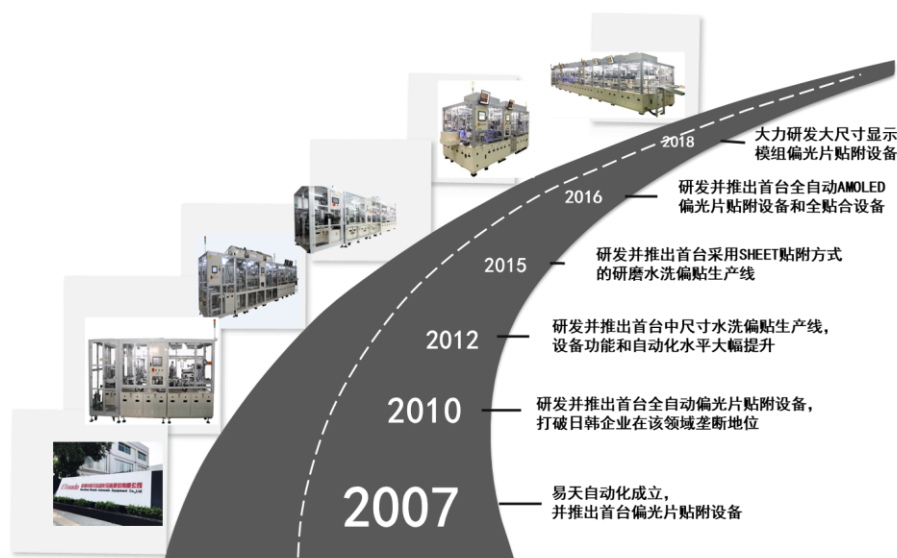 2018
大力研发大尺寸显示
模组偏光片贴附设备
2016
研发并推出首台全自动AMOLED
偏光片贴附设备和全贴合设备
2015
研发并推出首台采用SHEET贴附方式
的研磨水洗偏贴生产线
2012
研发并推出首台中尺寸水洗偏贴生产线，
设备功能和自动化水平大幅提升
2010
研发并推出首台全自动偏光片贴附设备，
打破日韩企业在该领域垄断地位
2007
易天自动化成立，
并推出首台偏光片贴附设备